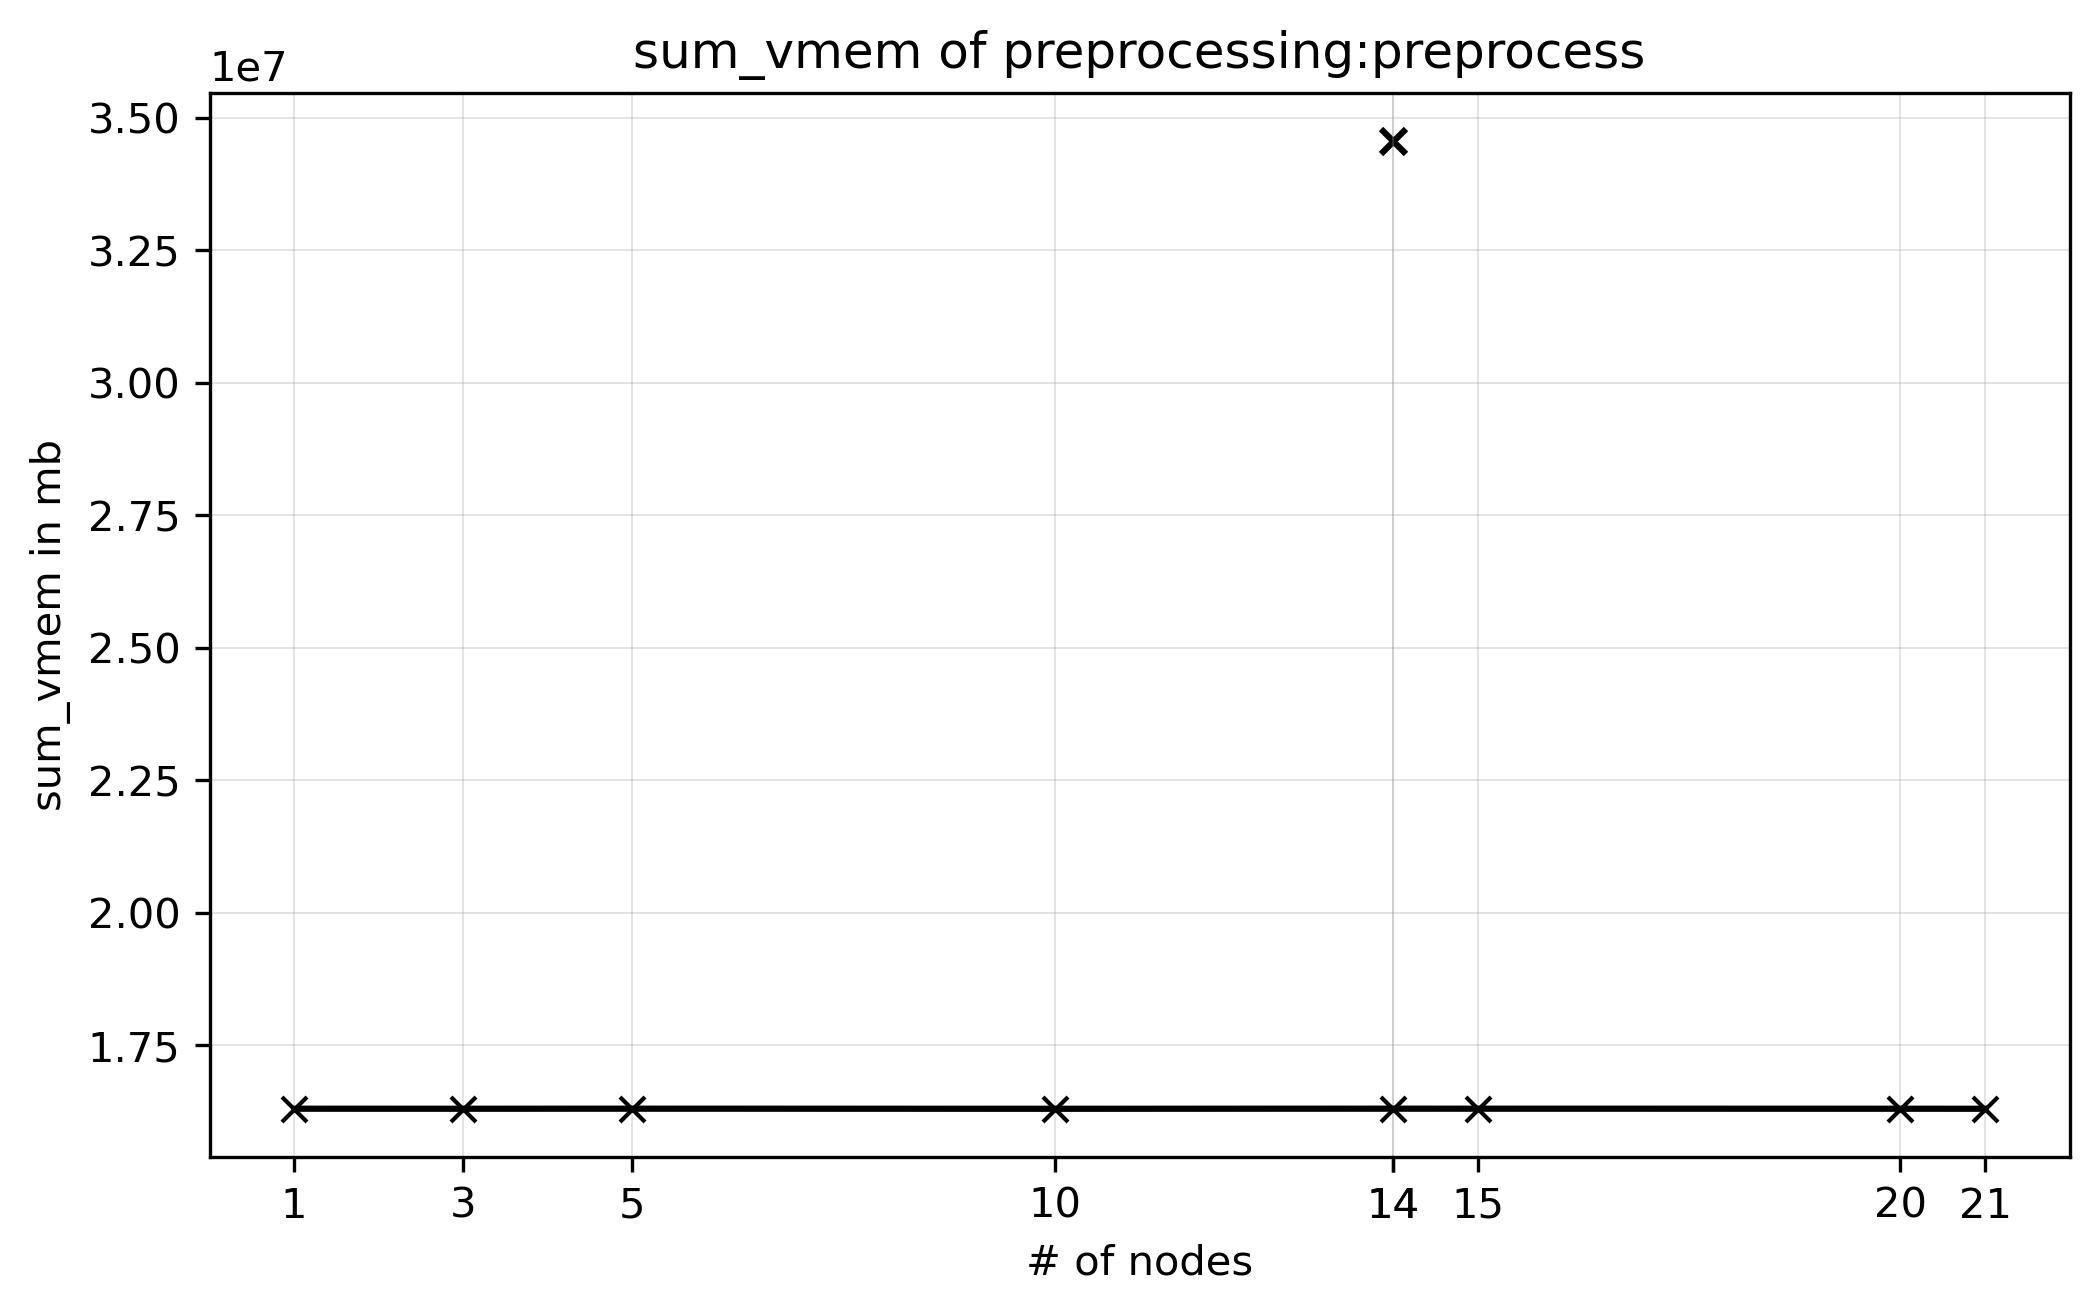 sum_vmem of preprocessing:preprocess
1e7
3.50
3.25
3.00
2.75
2.50
2.25
2.00
1.75
sum_vmem in mb
1 3 5 10 14 15 20 21
# of nodes